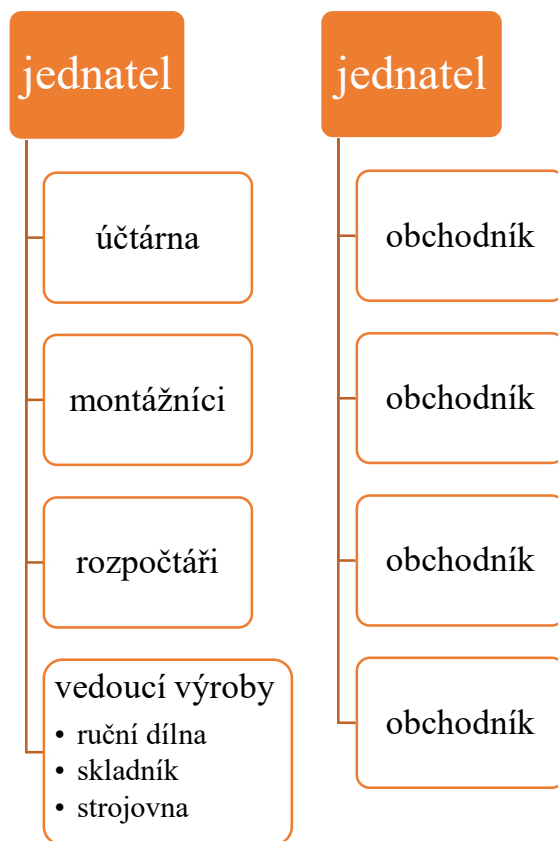 jednatel
účtárna
montážníci
rozpočtáři
vedoucí výroby
• ruční dílna
• skladník
• strojovna
jednatel
obchodník
obchodník
obchodník
obchodník